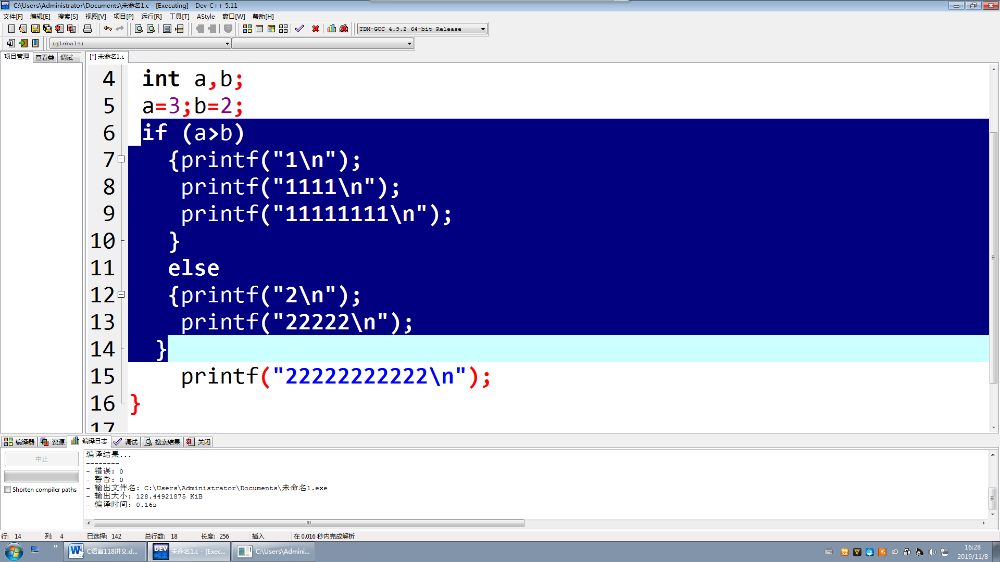 C:\Users\Administrator\Documents\未命名1.c - [Executing] - Dev-C++ 5.11
文件[F] 编辑[E] 搜索[S] 视图[V] 项目[P] 运行[R] 工具[T] AStyle 窗口[W] 帮助[H]
TDM-GCC 4.9.2 64-bit Release
(globals)
项目管理 查看类 调试 [*] 未命名1.c
4 int a,b;
5 a=3;b=2;
6 if (a>b)
7 {printf("1\n");
8 printf("1111\n");
9 printf("11111111\n");
10 }
11 else
12 {printf("2\n");
13 printf("22222\n");
14 }
15 printf("22222222222\n");
16 }
17
编译器 资源 编译日志 调试 搜索结果 关闭
中止
Shorten compiler paths
编译结果...
--------
- 错误: 0
- 警告: 0
- 输出文件名: C:\Users\Administrator\Documents\未命名1.exe
- 输出大小: 128.44921875 KiB
- 编译时间: 0.16s
行: 14 列: 4 已选择: 142 总行数: 18 长度: 256 插入 在 0.016 秒内完成解析
C语言118讲义.d... 未命名1.c - [Exec... C:\Users\Admini...
16:28
2019/11/8